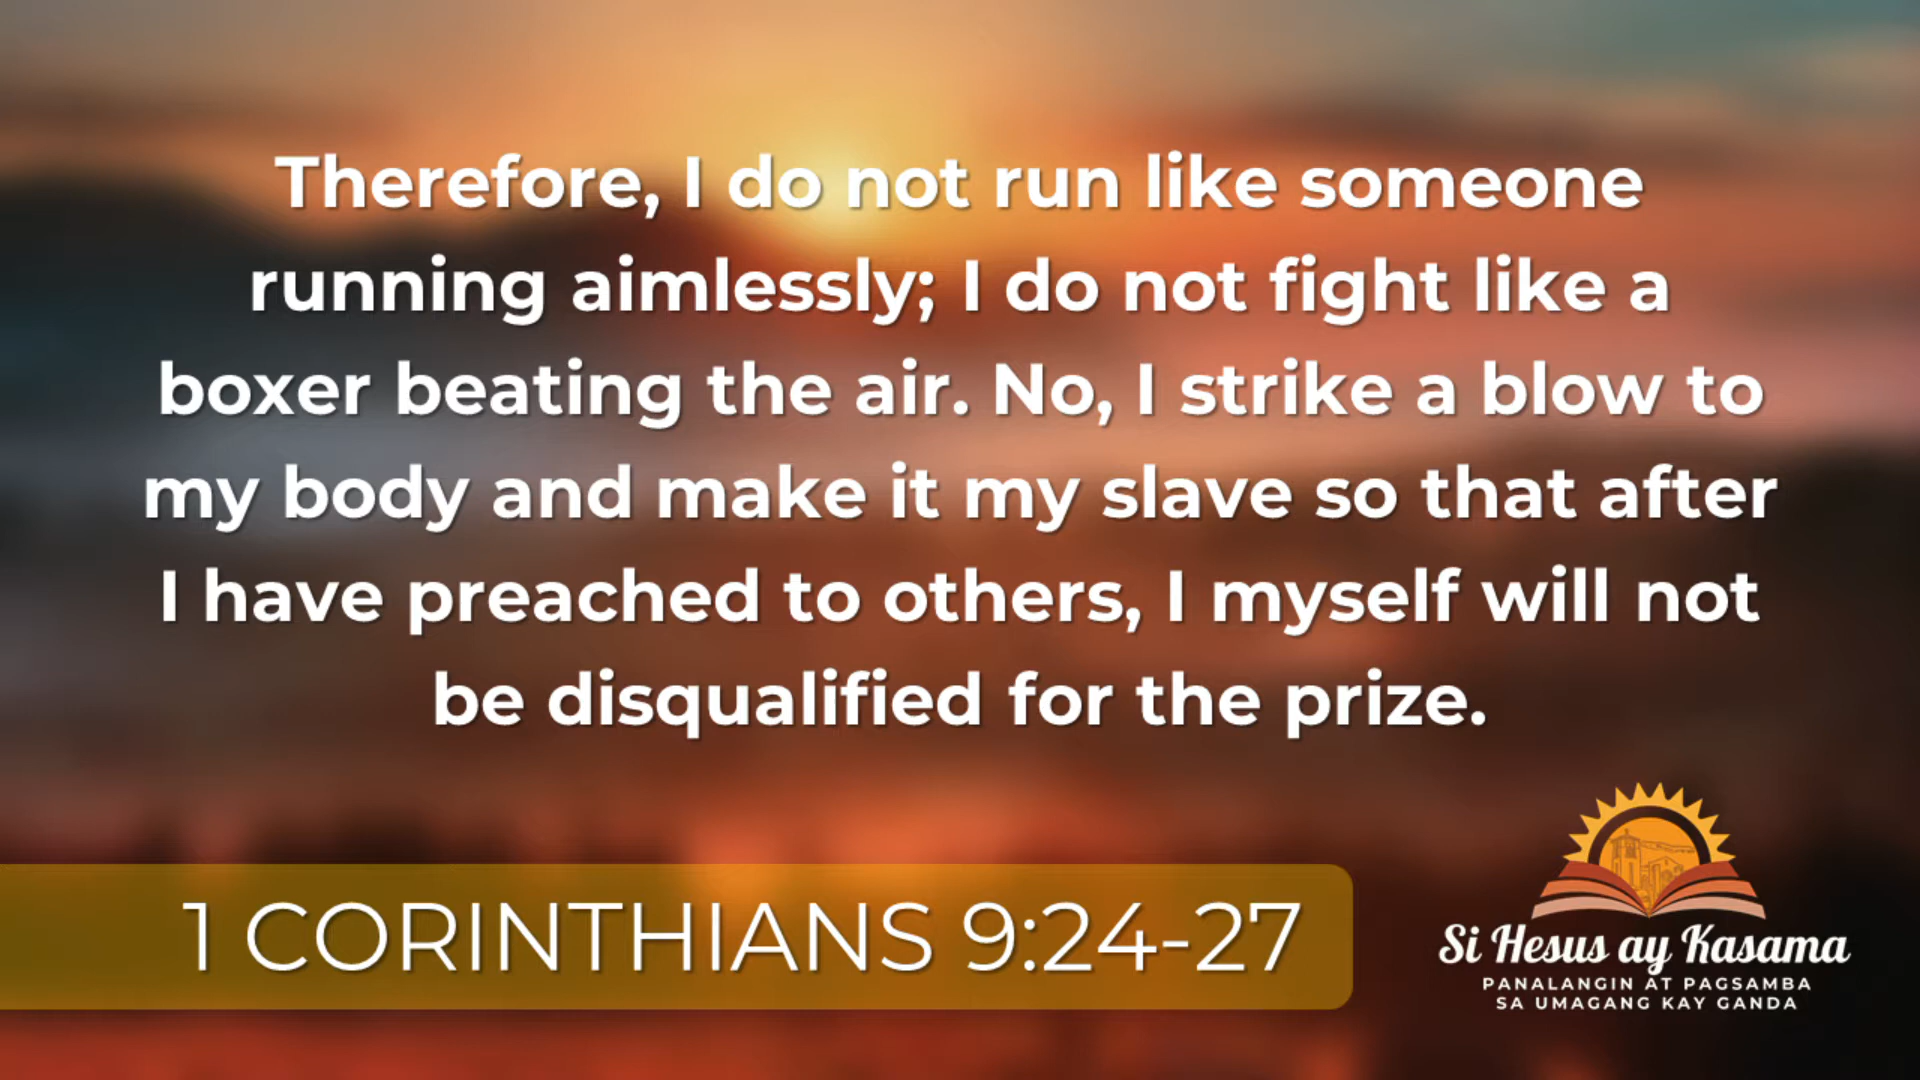 Therefore, I do not run like someone
running aimlessly; I do not fight like a
boxer beating the air. No, I strike a blow to
my body and make it my slave so that after
I have preached to others, I myself will not
be disqualified for the prize.
1 CORINTHIANS 9:24-27
Si Hesus ay Kasama
PANALANGIN AT PAGSAMBA
SA UMAGANG KAY GANDA